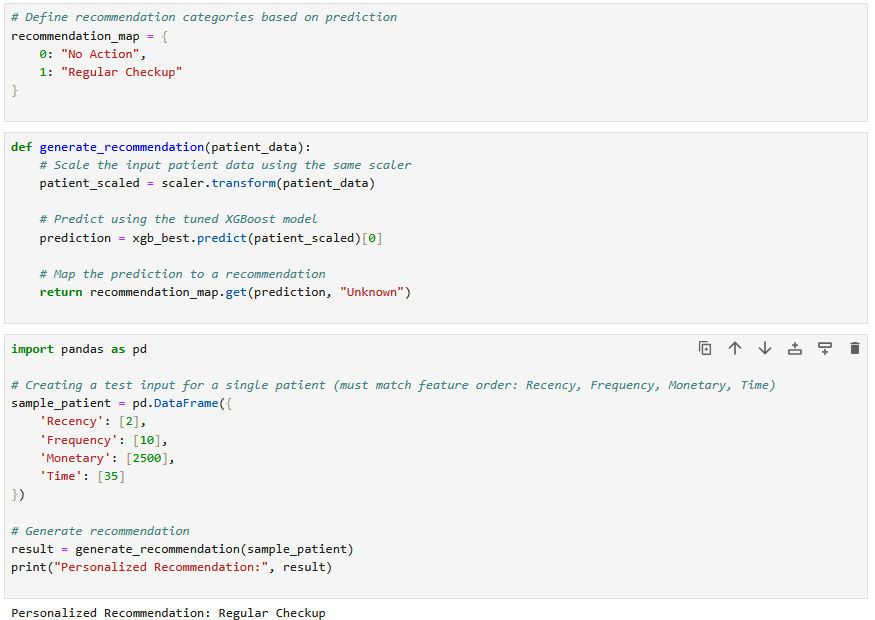 # Define recommendation categories based on prediction
recommendation_map = {
    0: "No Action",
    1: "Regular Checkup"
}
def generate_recommendation(patient_data):
    # Scale the input patient data using the same scaler
    patient_scaled = scaler.transform(patient_data)
    # Predict using the tuned XGBoost model
    prediction = xgb_best.predict(patient_scaled)[0]
    # Map the prediction to a recommendation
    return recommendation_map.get(prediction, "Unknown")
import pandas as pd
# Creating a test input for a single patient (must match feature order: Recency, Frequency, Monetary, Time)
sample_patient = pd.DataFrame({
    'Recency': [2],
    'Frequency': [10],
    'Monetary': [2500],
    'Time': [35]
})
# Generate recommendation
result = generate_recommendation(sample_patient)
print("Personalized Recommendation:", result)
Personalized Recommendation: Regular Checkup